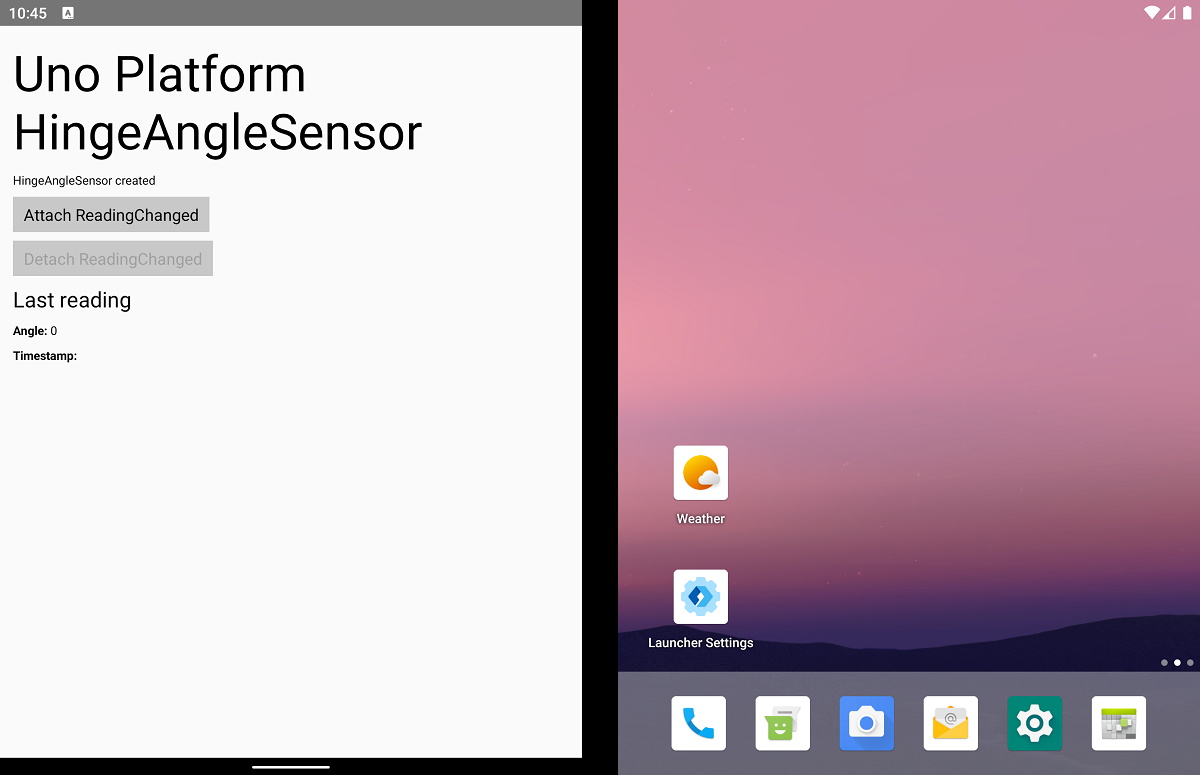 10:45 A
Uno Platform
HingeAngleSensor
HingeAngleSensor created
Attach ReadingChanged
Detach ReadingChanged
Last reading
Angle: 0
Timestamp:
Weather
Launcher Settings
@